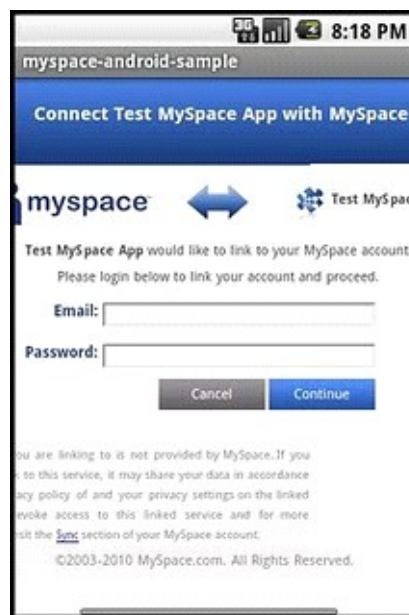 3G
8:18 PM
myspace-android-sample
Connect Test MySpace App with MySpace
myspace
Test MySpac
Test MySpace App would like to link to your MySpace account
Please login below to link your account and proceed.
Email:
Password:
Cancel Continue
ou are linking to is not provided by MySpace. If you
k to this service, it may share your data in accordance
acy policy of and your privacy settings on the linked
evoke access to this linked service and for more
sit the Sync section of your MySpace account.
©2003-2010 MySpace.com. All Rights Reserved.